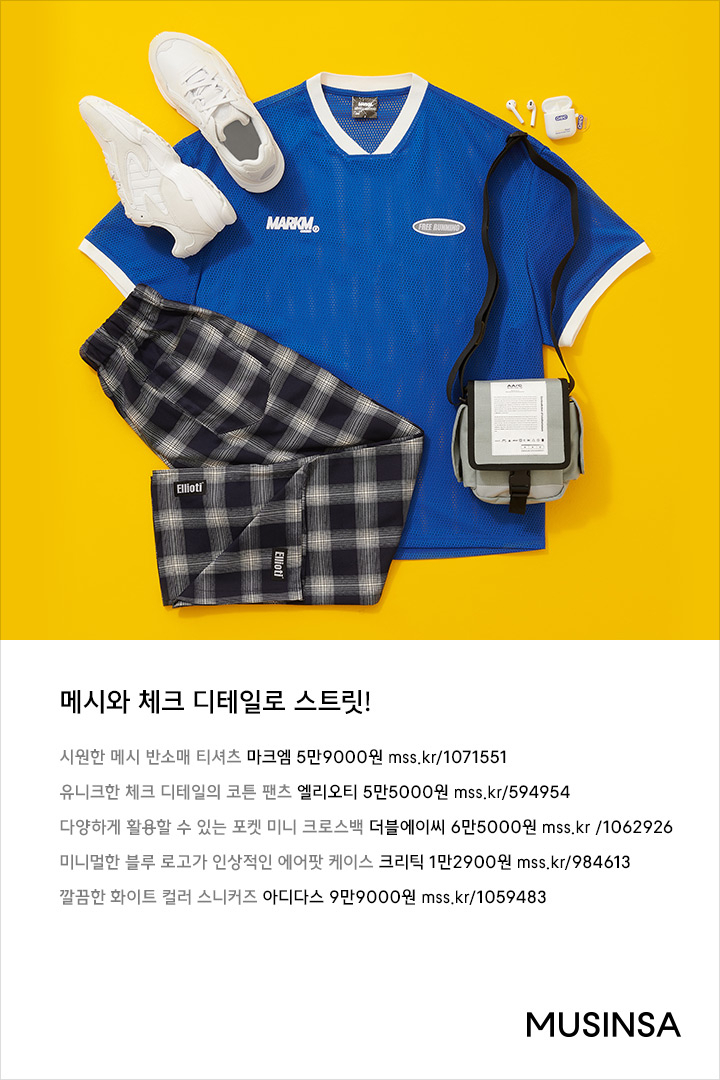 MARKM
MARKM
FREE RUNNING
Ellioti
Ellioti
메시와 체크 디테일로 스트릿!
시원한 메시 반소매 티셔츠 마크엠 5만9000원 mss.kr/1071551
유니크한 체크 디테일의 코튼 팬츠 엘리오티 5만5000원 mss.kr/594954
다양하게 활용할 수 있는 포켓 미니 크로스백 더블에이씨 6만5000원 mss.kr /1062926
미니멀한 블루 로고가 인상적인 에어팟 케이스 크리틱 1만2900원 mss.kr/984613
깔끔한 화이트 컬러 스니커즈 아디다스 9만9000원 mss.kr/1059483
MUSINSA